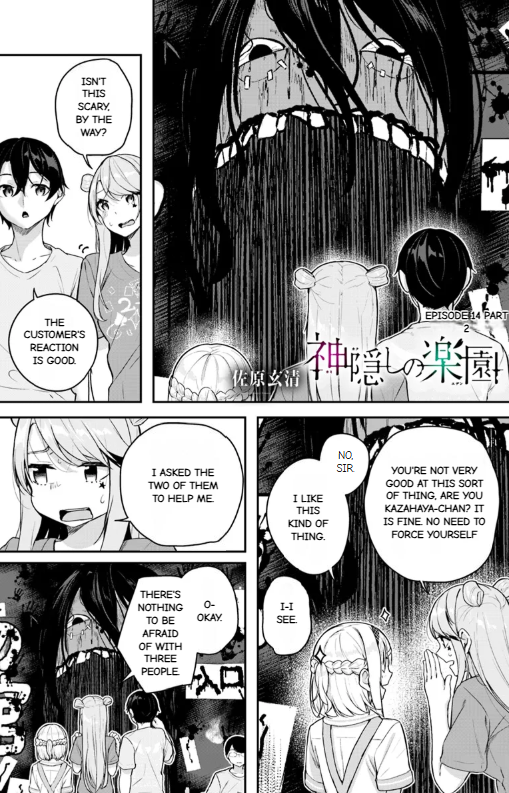 EPISODE 14 PART
2
神隠しの楽園
佐原玄清
ISN'T
THIS
SCARY,
BY THE
WAY?
THE
CUSTOMER'S
REACTION
IS GOOD.
YOU'RE NOT VERY
GOOD AT THIS SORT
OF THING, ARE YOU
KAZAHAYA-CHAN? IT
IS FINE. NO NEED TO
FORCE YOURSELF
NO,
SIR
I LIKE
THIS
KIND OF
THING.
I-I
SEE.
I ASKED
THE
TWO OF THEM
TO HELP ME.
O-
OKAY.
THERE'S
NOTHING
TO BE
AFRAID
OF WITH
THREE
PEOPLE.